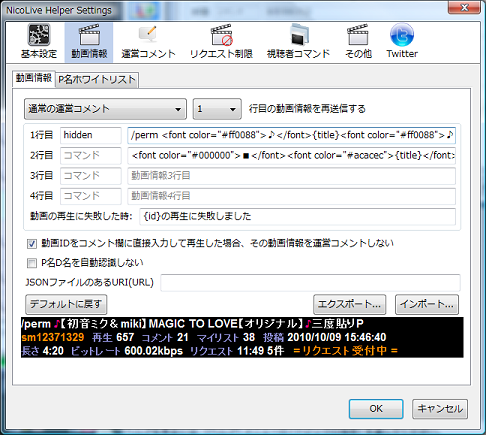 NicoLive Helper Settings
基本設定 動画情報 運営コメント リクエスト制限 視聴者コマンド その他 Twitter
動画情報 P名ホワイトリスト
通常の運営コメント 1 行目の動画情報を再送信する
1行目 hidden /perm <font color="#ff0088">♪</font>{title}<font color="#ff0088">♪
2行目 コマンド <font color="#000000">■</font><font color="#acacec">{title}</font>
3行目 コマンド 動画情報3行目
4行目 コマンド 動画情報4行目
動画の再生に失敗した時: {id}の再生に失敗しました
動画IDをコメント欄に直接入力して再生した場合、その動画情報を運営コメントしない
P名D名を自動認識しない
JSONファイルのあるURI(URL)
デフォルトに戻す エクスポート... インポート...
/perm ♪【初音ミク＆miki】MAGIC TO LOVE【オリジナル】♪三度貼りP
sm12371329 再生 657 コメント 21 マイリスト 38 投稿 2010/10/09 15:46:40
長さ 4:20 ビットレート 600.02kbps リクエスト 11:49 5件 =リクエスト受付中=
OK キャンセル